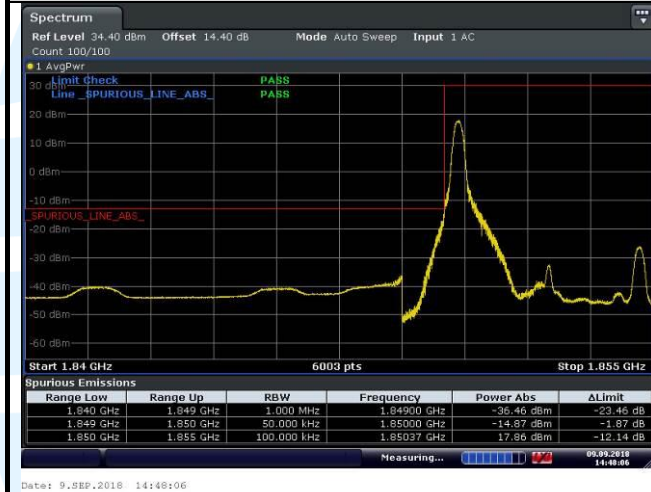 Spectrum
Ref Level 34.40 dBm Offset 14.40 dB Mode Auto Sweep Input 1 AC
Count 100/100
1 AvgPwr
Limit Check PASS
30 dBm
Line _SPURIOUS_LINE_ABS_ PASS
20 dBm
10 dBm
0 dBm
-10 dBm
_SPURIOUS_LINE_ABS_
-20 dBm
-30 dBm
-40 dBm
-50 dBm
-60 dBm
Start 1.84 GHz 6003 pts Stop 1.855 GHz
Spurious Emissions
Range Low Range Up RBW Frequency Power Abs ΔLimit
1.840 GHz 1.849 GHz 1.000 MHz 1.84900 GHz -36.46 dBm -23.46 dB
1.849 GHz 1.850 GHz 50.000 kHz 1.85000 GHz -14.87 dBm -1.87 dB
1.850 GHz 1.855 GHz 100.000 kHz 1.85037 GHz 17.86 dBm -12.14 dB
Measuring... 09.09.2018
14:48:06
Date: 9.SEP.2018 14:48:06